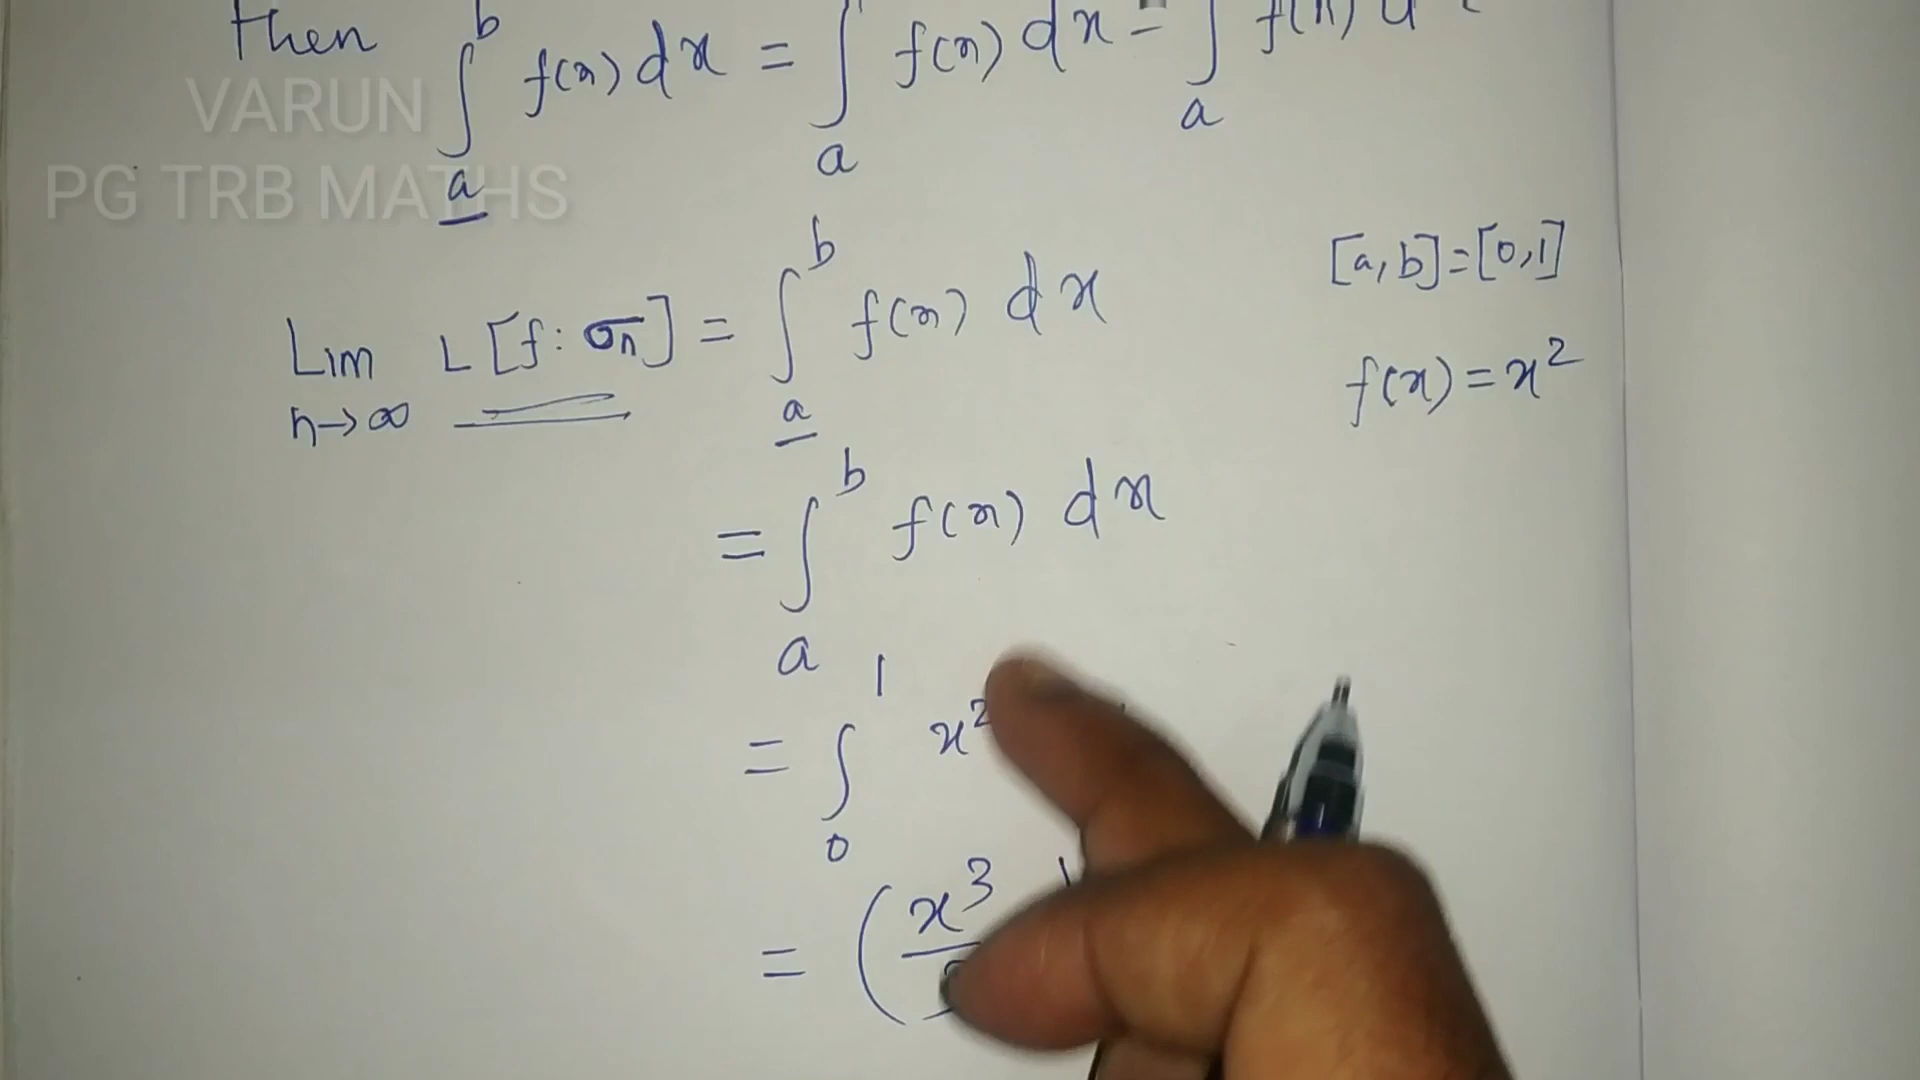 then ∫_a^b f(x) dx = ∫_a f(x) dx = ∫_a f(x) d
VARUN
PG TRB MATHS
Lim n→∞ L[f: σn] = ∫_a^b f(x) dx
[a,b]=[0,1]
f(x) = x²
= ∫_a^b f(x) dx
= ∫_0^1 x²
= (x³